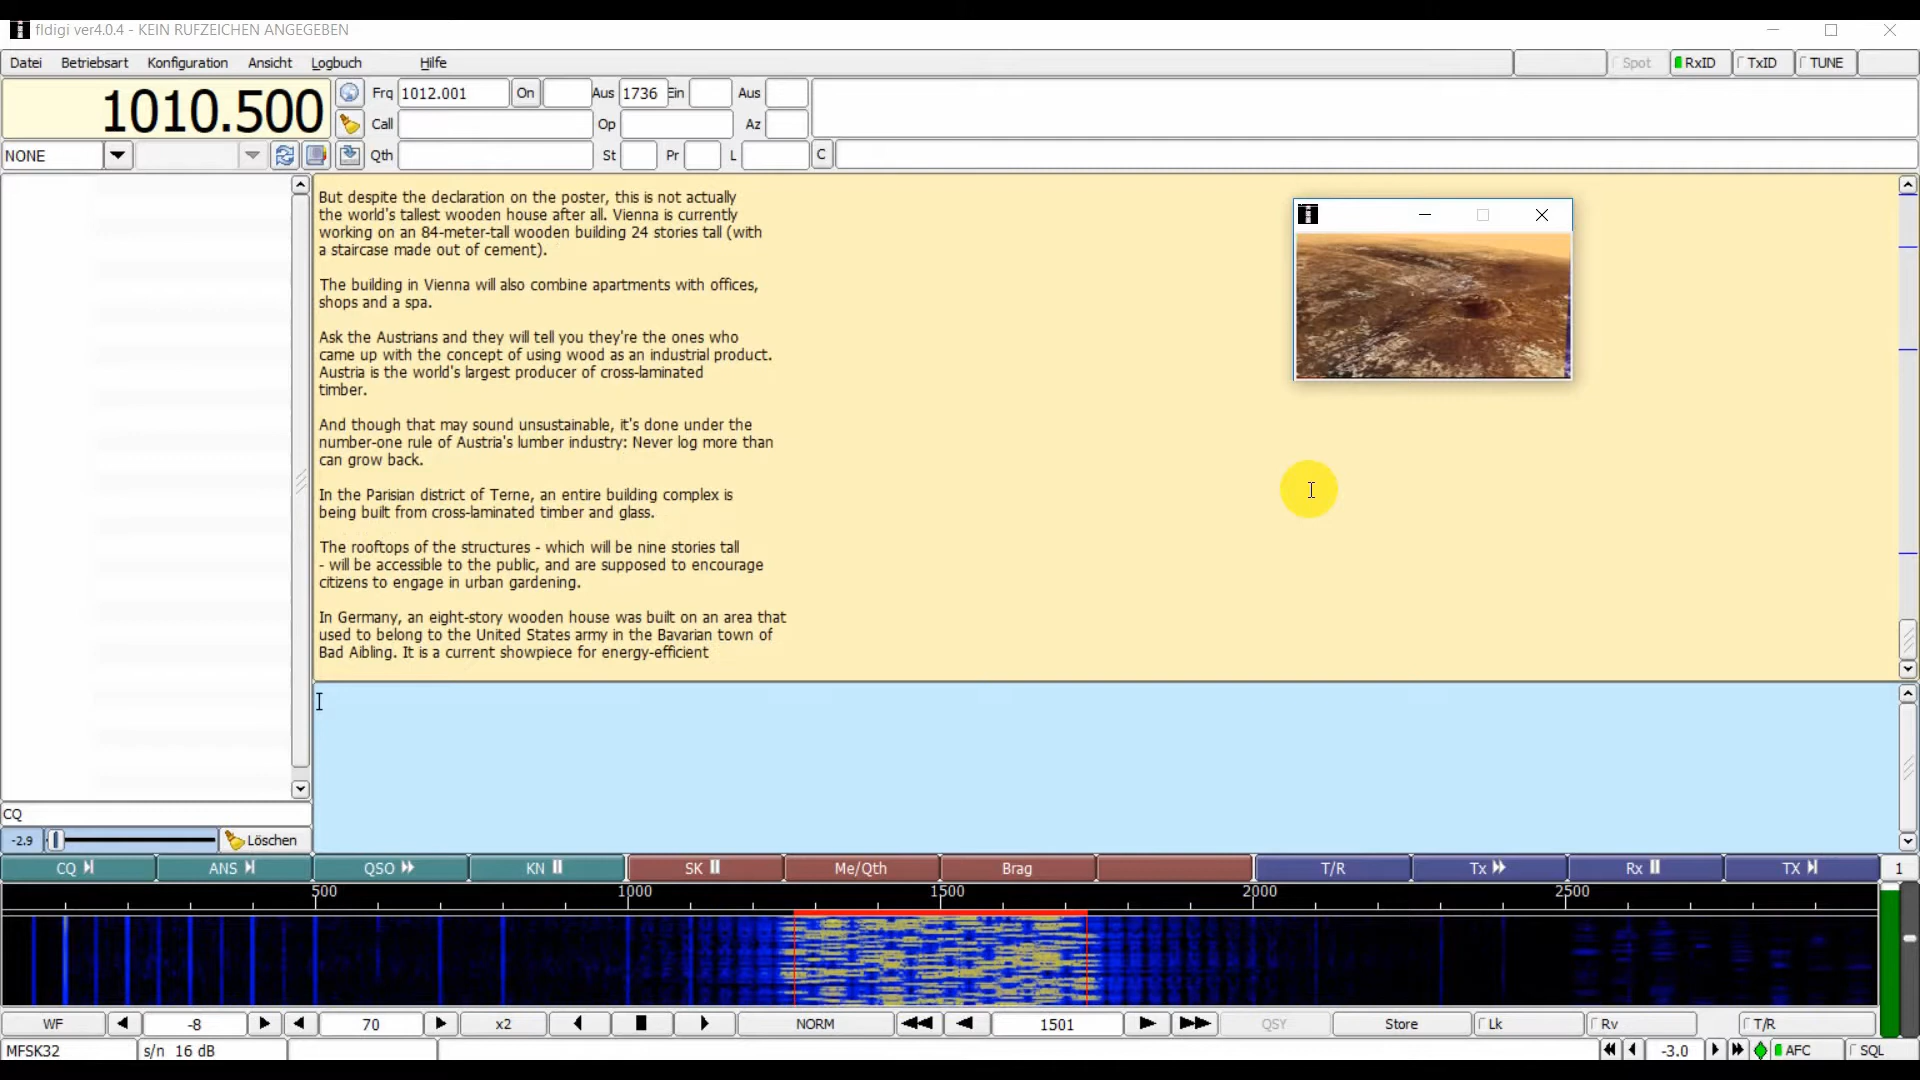 fldigi ver4.0.4 - KEIN RUFZEICHEN ANGEGEBEN
Datei Betriebsart Konfiguration Ansicht Logbuch Hilfe Spot RxID TxID TUNE
1010.500
Frq 1012.001 On Aus 1736 Ein Aus
Call Op Az
NONE Qth St Pr L C
But despite the declaration on the poster, this is not actually
the world's tallest wooden house after all. Vienna is currently
working on an 84-meter-tall wooden building 24 stories tall (with
a staircase made out of cement).
The building in Vienna will also combine apartments with offices,
shops and a spa.
Ask the Austrians and they will tell you they're the ones who
came up with the concept of using wood as an industrial product.
Austria is the world's largest producer of cross-laminated
timber.
And though that may sound unsustainable, it's done under the
number-one rule of Austria's lumber industry: Never log more than
can grow back.
In the Parisian district of Terne, an entire building complex is
being built from cross-laminated timber and glass.
The rooftops of the structures - which will be nine stories tall
- will be accessible to the public, and are supposed to encourage
citizens to engage in urban gardening.
In Germany, an eight-story wooden house was built on an area that
used to belong to the United States army in the Bavarian town of
Bad Aibling. It is a current showpiece for energy-efficient
CQ
-2.9 Löschen
CQ ANS QSO KN SK Me/Qth Brag T/R Tx Rx TX 1
500 1000 1500 2000 2500
WF -8 70 x2 NORM 1501 QSY Store Lk Rv T/R
MFSK32 s/n 16 dB -3.0 AFC SQL